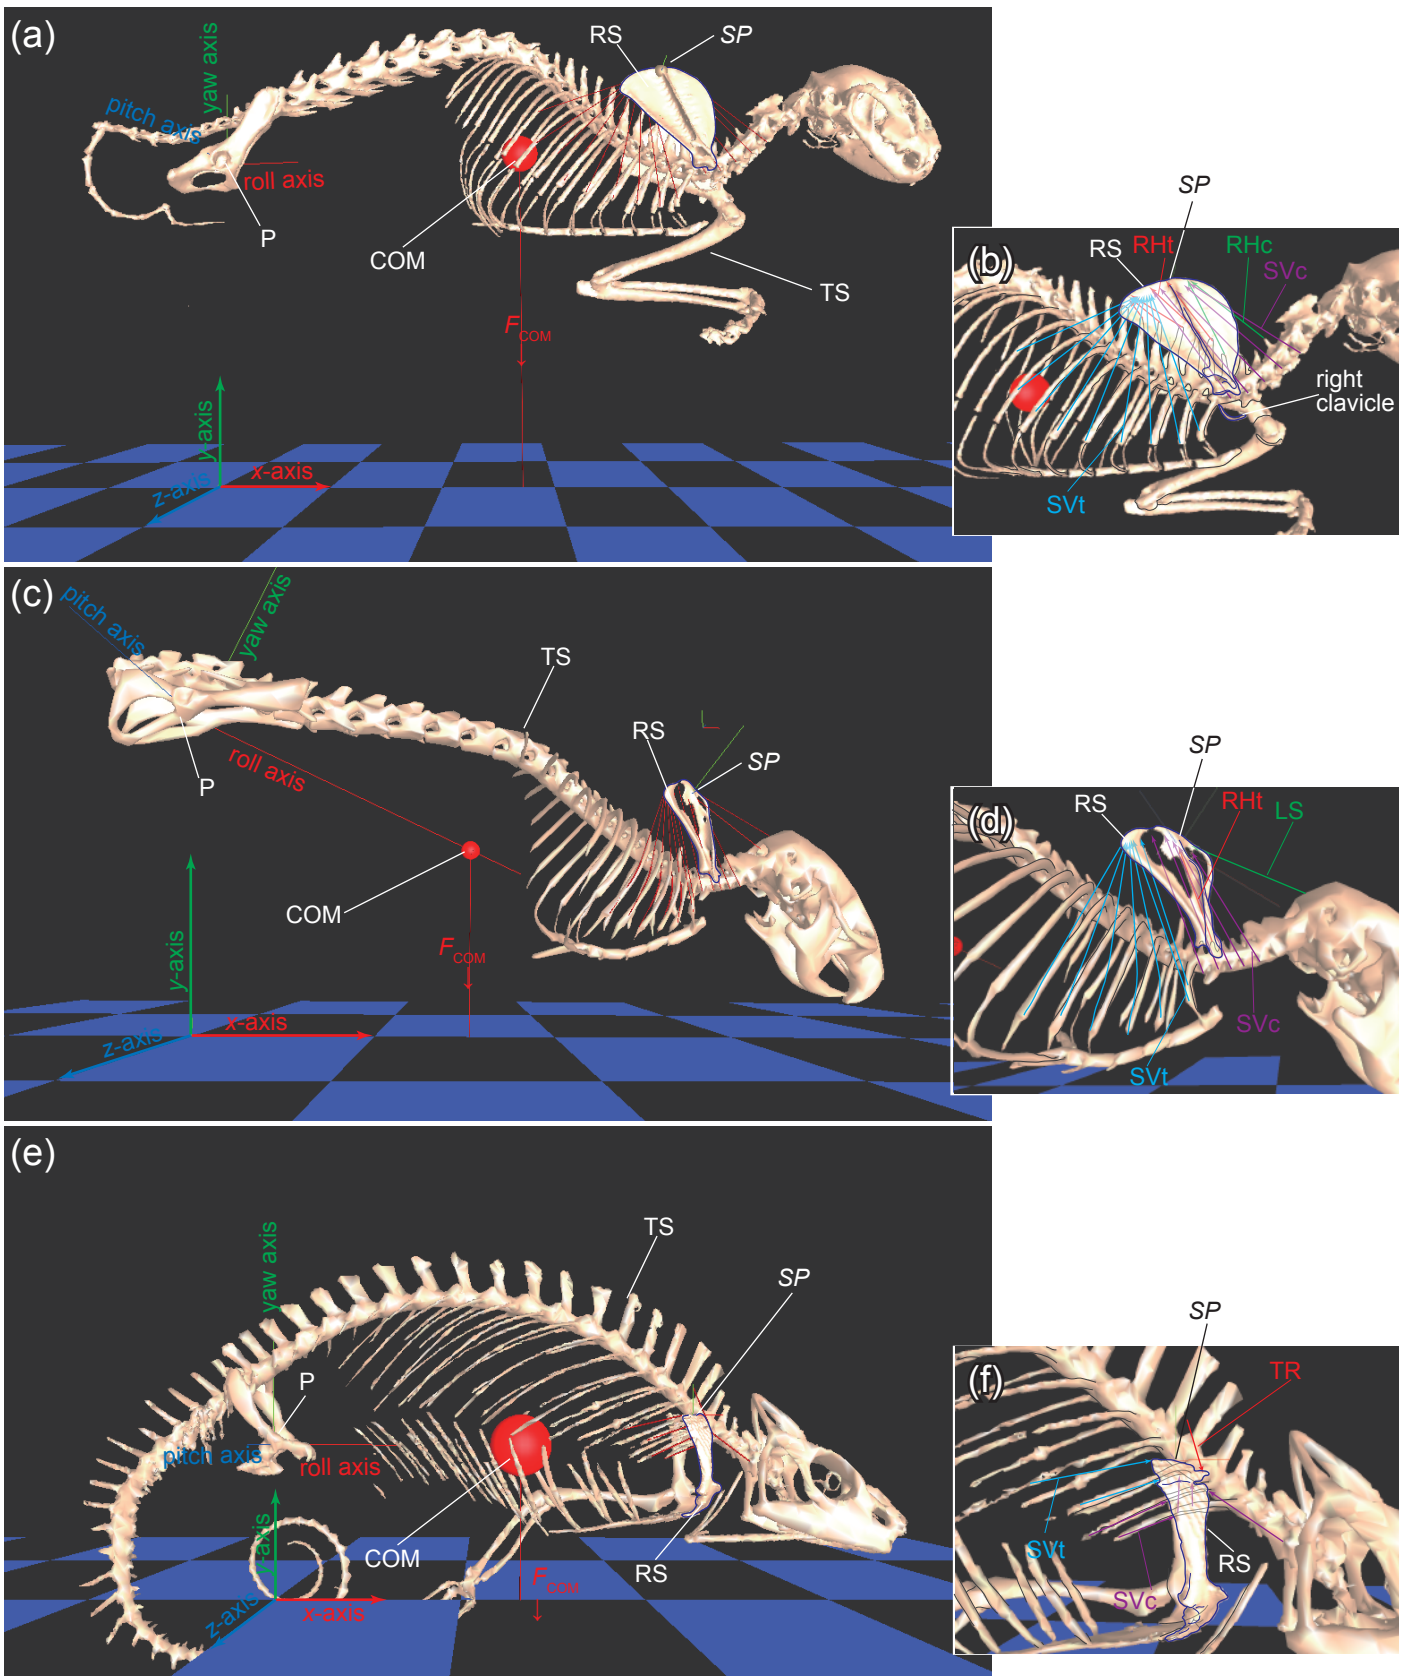 (a)
yaw axis
RS
SP
pitch axis
roll axis
P
COM
TS
FCOM
y-axis
x-axis
z-axis
SP
(b)
RS
RHt
RHc
SVc
right
clavicle
SVt
(c)
pitch axis
yaw axis
TS
RS
SP
roll axis
P
COM
FCOM
y-axis
x-axis
z-axis
SP
(d)
RS
RHt
LS
SVc
SVt
(e)
yaw axis
TS
SP
P
pitch axis
roll axis
COM
RS
FCOM
y-axis
x-axis
z-axis
SP
(f)
TR
SVt
RS
SVc